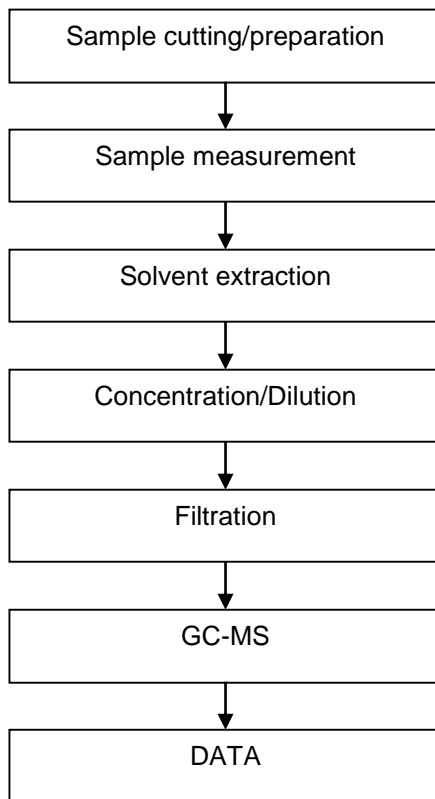 Sample cutting/preparation
Sample measurement
Solvent extraction
Concentration/Dilution
Filtration
GC-MS
DATA